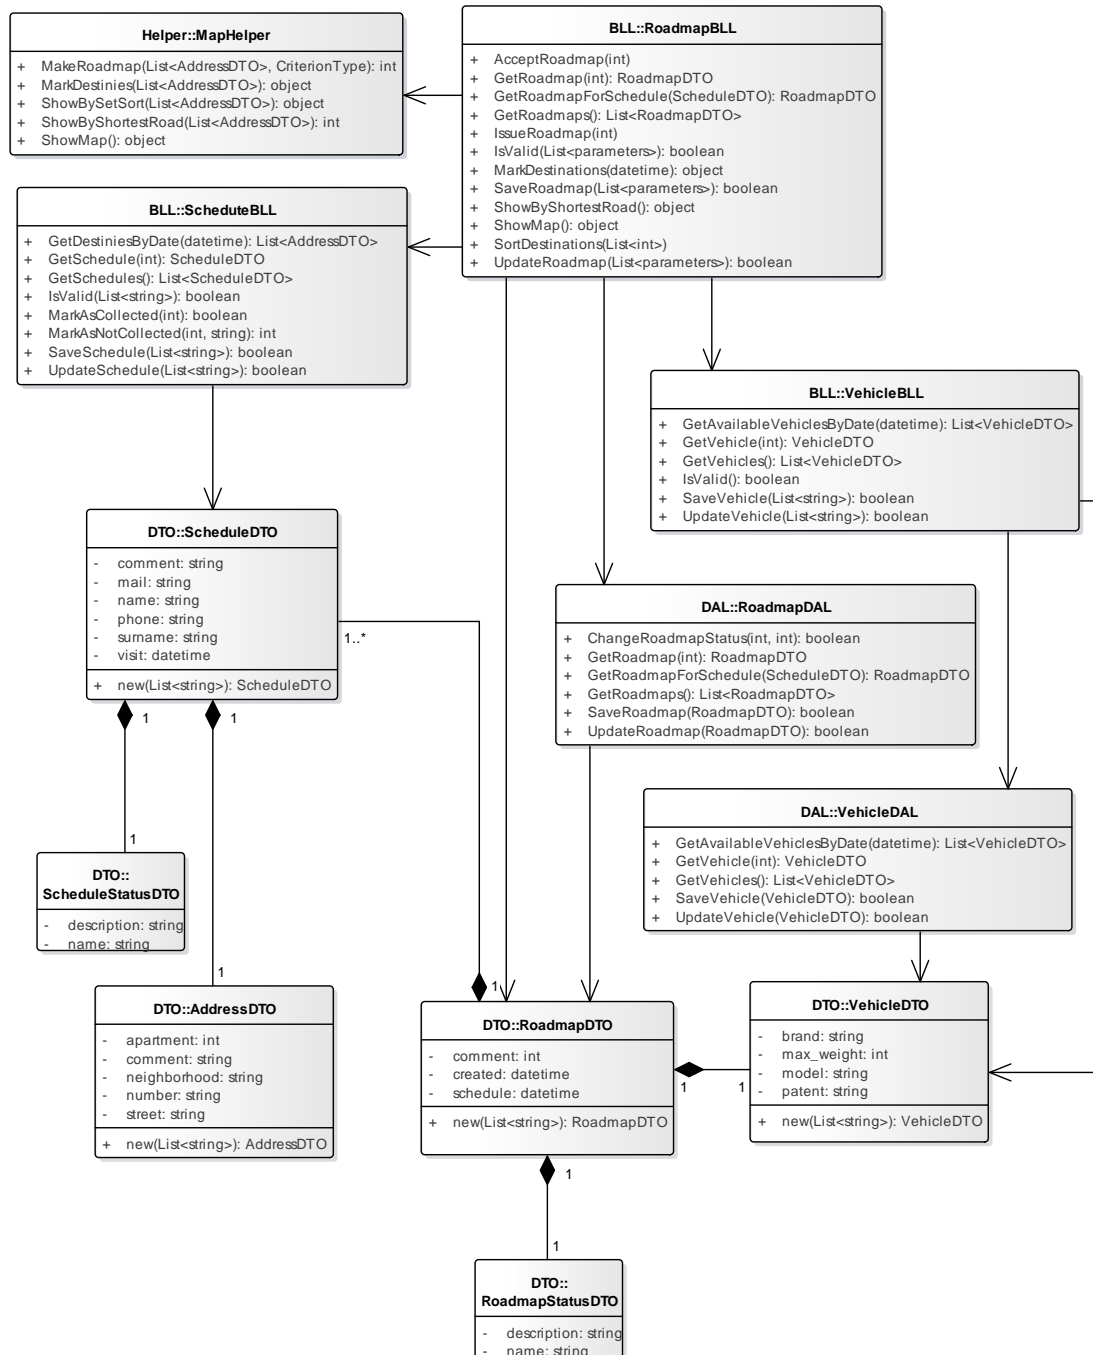 Helper::MapHelper
+ MakeRoadmap(List<AddressDTO>, CriterionType): int
+ MarkDestinies(List<AddressDTO>): object
+ ShowBySetSort(List<AddressDTO>): object
+ ShowByShortestRoad(List<AddressDTO>): int
+ ShowMap(): object
BLL::RoadmapBLL
+ AcceptRoadmap(int)
+ GetRoadmap(int): RoadmapDTO
+ GetRoadmapForSchedule(ScheduleDTO): RoadmapDTO
+ GetRoadmaps(): List<RoadmapDTO>
+ IssueRoadmap(int)
+ IsValid(List<parameters>): boolean
+ MarkDestinations(datetime): object
+ SaveRoadmap(List<parameters>): boolean
+ ShowByShortestRoad(): object
+ ShowMap(): object
+ SortDestinations(List<int>)
+ UpdateRoadmap(List<parameters>): boolean
BLL::ScheduteBLL
+ GetDestiniesByDate(datetime): List<AddressDTO>
+ GetSchedule(int): ScheduleDTO
+ GetSchedules(): List<ScheduleDTO>
+ IsValid(List<string>): boolean
+ MarkAsCollected(int): boolean
+ MarkAsNotCollected(int, string): int
+ SaveSchedule(List<string>): boolean
+ UpdateSchedule(List<string>): boolean
BLL::VehicleBLL
+ GetAvailableVehiclesByDate(datetime): List<VehicleDTO>
+ GetVehicle(int): VehicleDTO
+ GetVehicles(): List<VehicleDTO>
+ IsValid(): boolean
+ SaveVehicle(List<string>): boolean
+ UpdateVehicle(List<string>): boolean
DTO::ScheduleDTO
- comment: string
- mail: string
- name: string
- phone: string
- surname: string
- visit: datetime
+ new(List<string>): ScheduleDTO
1..*
1
1
DAL::RoadmapDAL
+ ChangeRoadmapStatus(int, int): boolean
+ GetRoadmap(int): RoadmapDTO
+ GetRoadmapForSchedule(ScheduleDTO): RoadmapDTO
+ GetRoadmaps(): List<RoadmapDTO>
+ SaveRoadmap(RoadmapDTO): boolean
+ UpdateRoadmap(RoadmapDTO): boolean
DAL::VehicleDAL
+ GetAvailableVehiclesByDate(datetime): List<VehicleDTO>
+ GetVehicle(int): VehicleDTO
+ GetVehicles(): List<VehicleDTO>
+ SaveVehicle(VehicleDTO): boolean
+ UpdateVehicle(VehicleDTO): boolean
1
DTO::
ScheduleStatusDTO
- description: string
- name: string
1
DTO::AddressDTO
- apartment: int
- comment: string
- neighborhood: string
- number: string
- street: string
+ new(List<string>): AddressDTO
1
DTO::RoadmapDTO
- comment: int
- created: datetime
- schedule: datetime
+ new(List<string>): RoadmapDTO
1
1
DTO::VehicleDTO
- brand: string
- max_weight: int
- model: string
- patent: string
+ new(List<string>): VehicleDTO
1
1
DTO::
RoadmapStatusDTO
- description: string
- name: string